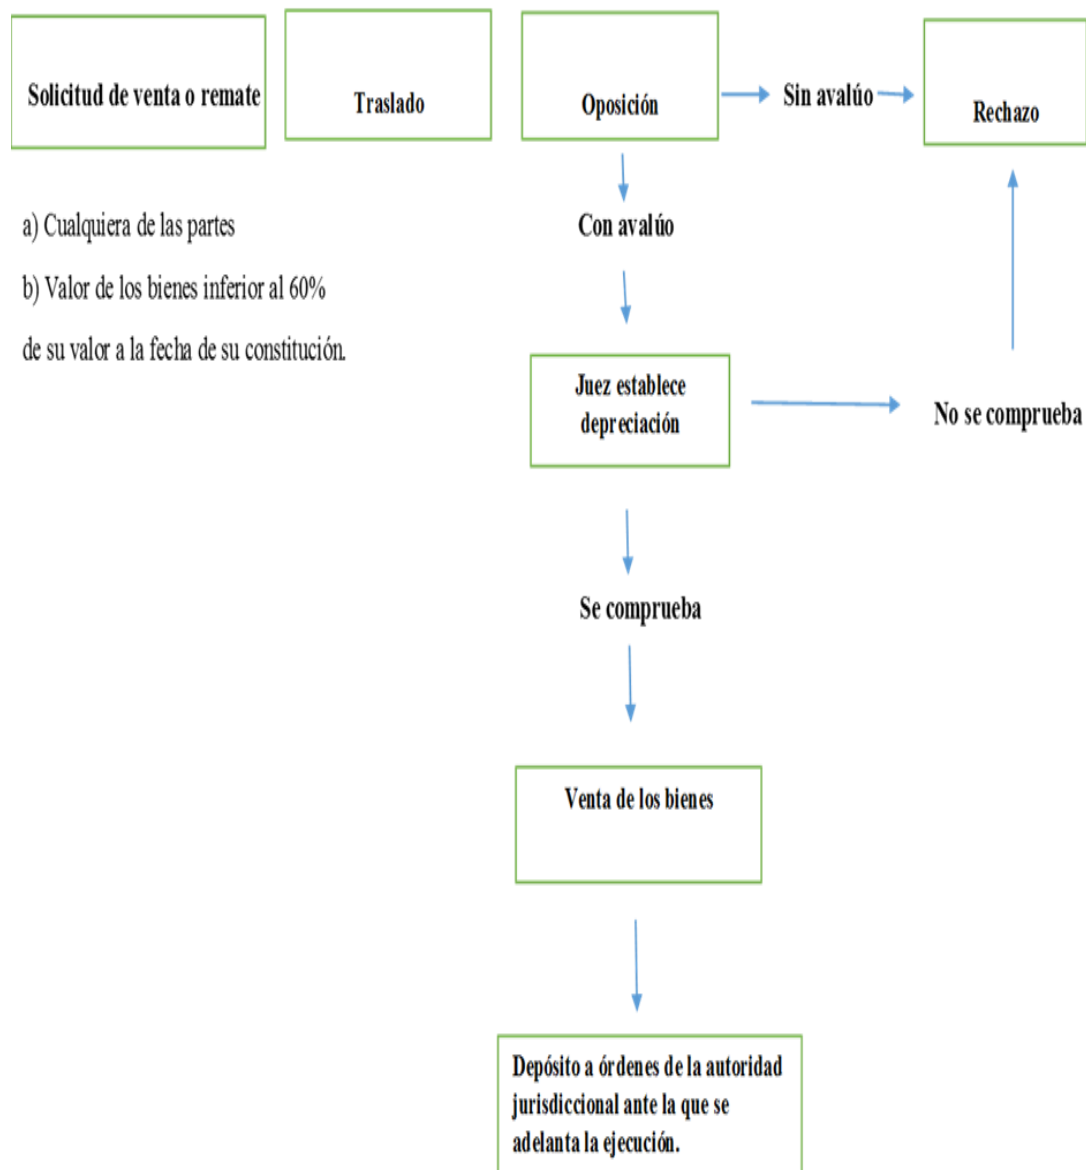 Solicitud de venta o remate
Traslado
Oposición
Sin avalúo
Rechazo
a) Cualquiera de las partes
b) Valor de los bienes inferior al 60%
de su valor a la fecha de su constitución.
Con avalúo
Juez establece
depreciación
No se comprueba
Se comprueba
Venta de los bienes
Depósito a órdenes de la autoridad
jurisdiccional ante la que se
adelanta la ejecución.